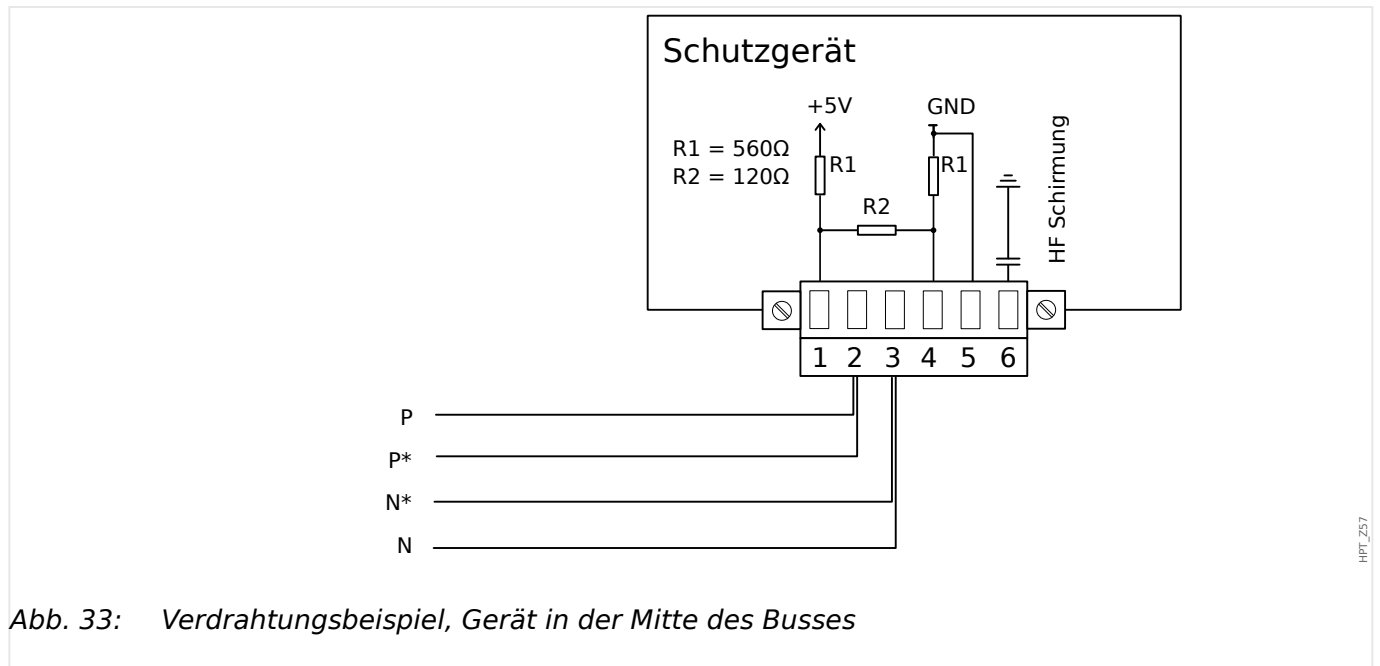 Schutzgerät
+5V
GND
R1 = 560Ω
R2 = 120Ω
R1
R1
R2
HF Schirmung
1 2 3 4 5 6
P
P*
N*
N
HPT_Z57
Abb. 33: Verdrahtungsbeispiel, Gerät in der Mitte des Busses